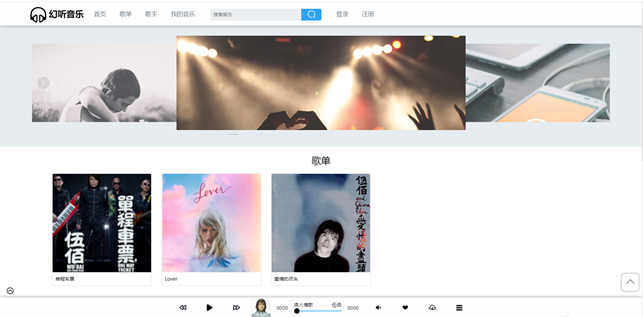 幻听音乐 首页 歌单 歌手 我的音乐 搜索音乐 登录 注册
歌单
單程車票
伍佰
WU BAI
ONE WAY TICKET
Lover
伍佰
愛情的盡頭
单程车票 Lover 爱情的尽头
00:00 浪人情歌 伍佰 00:00